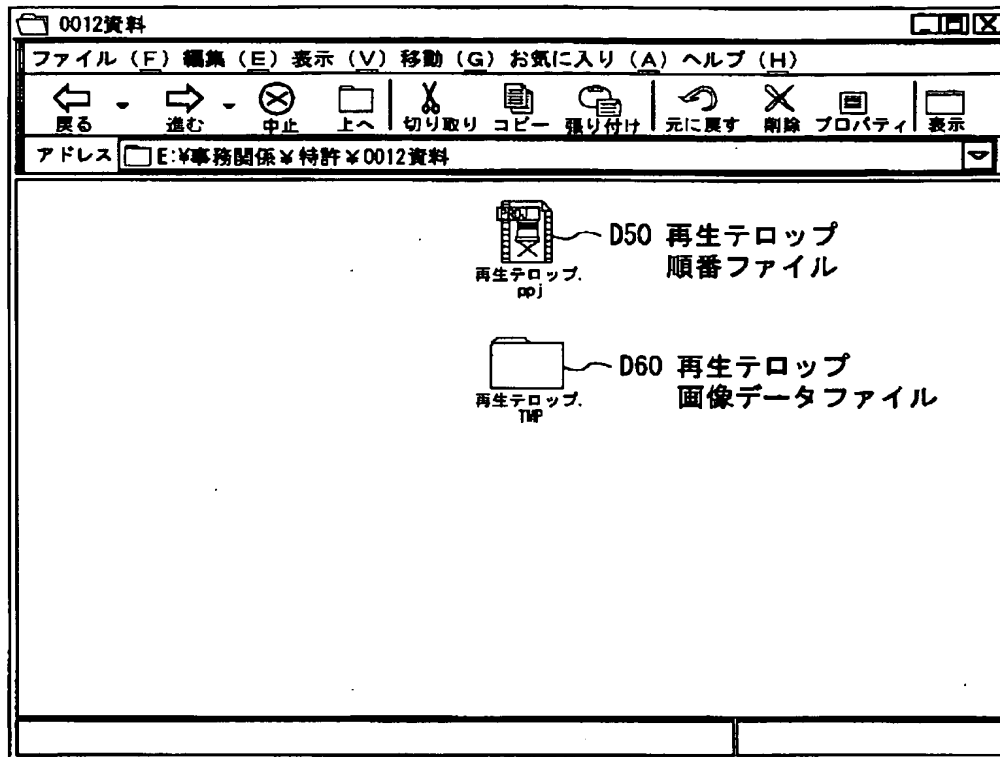 0012資料
ファイル (F) 編集 (E) 表示 (V) 移動 (G) お気に入り (A) ヘルプ (H)
戻る 進む 中止 上へ 切り取り コピー 張り付け 元に戻す 削除 プロパティ 表示
アドレス E:¥事務関係¥特許¥0012資料
PROJ
D50 再生テロップ
順番ファイル
再生テロップ.
ppj
D60 再生テロップ
画像データファイル
再生テロップ.
TMP